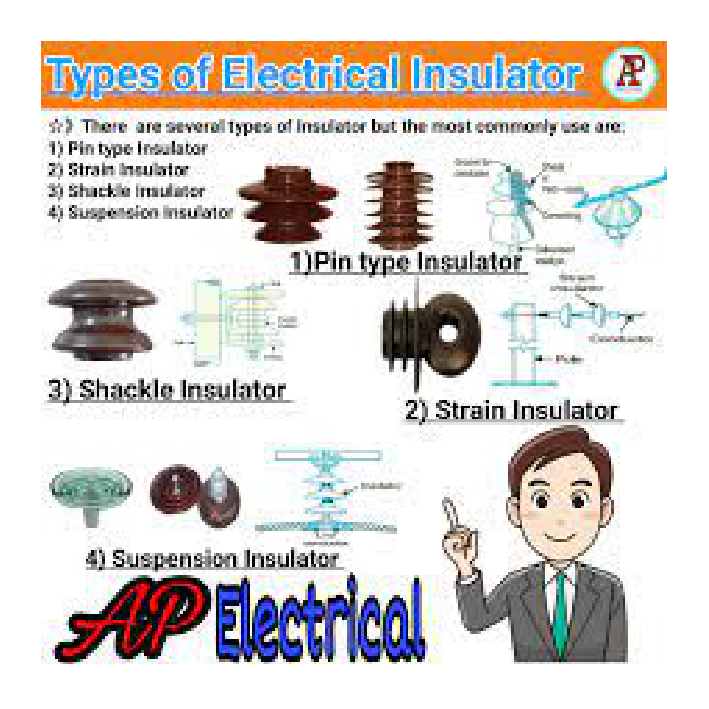 Types of Electrical Insulator
AP
☆》There are several types of insulator but the most commonly use are:
1) Pin type Insulator
2) Strain Insulator
3) Shackle Insulator
4) Suspension Insulator
1)Pin type Insulator
Conductor
Pole
3) Shackle Insulator
2) Strain Insulator
4) Suspension Insulator
AP Electrical